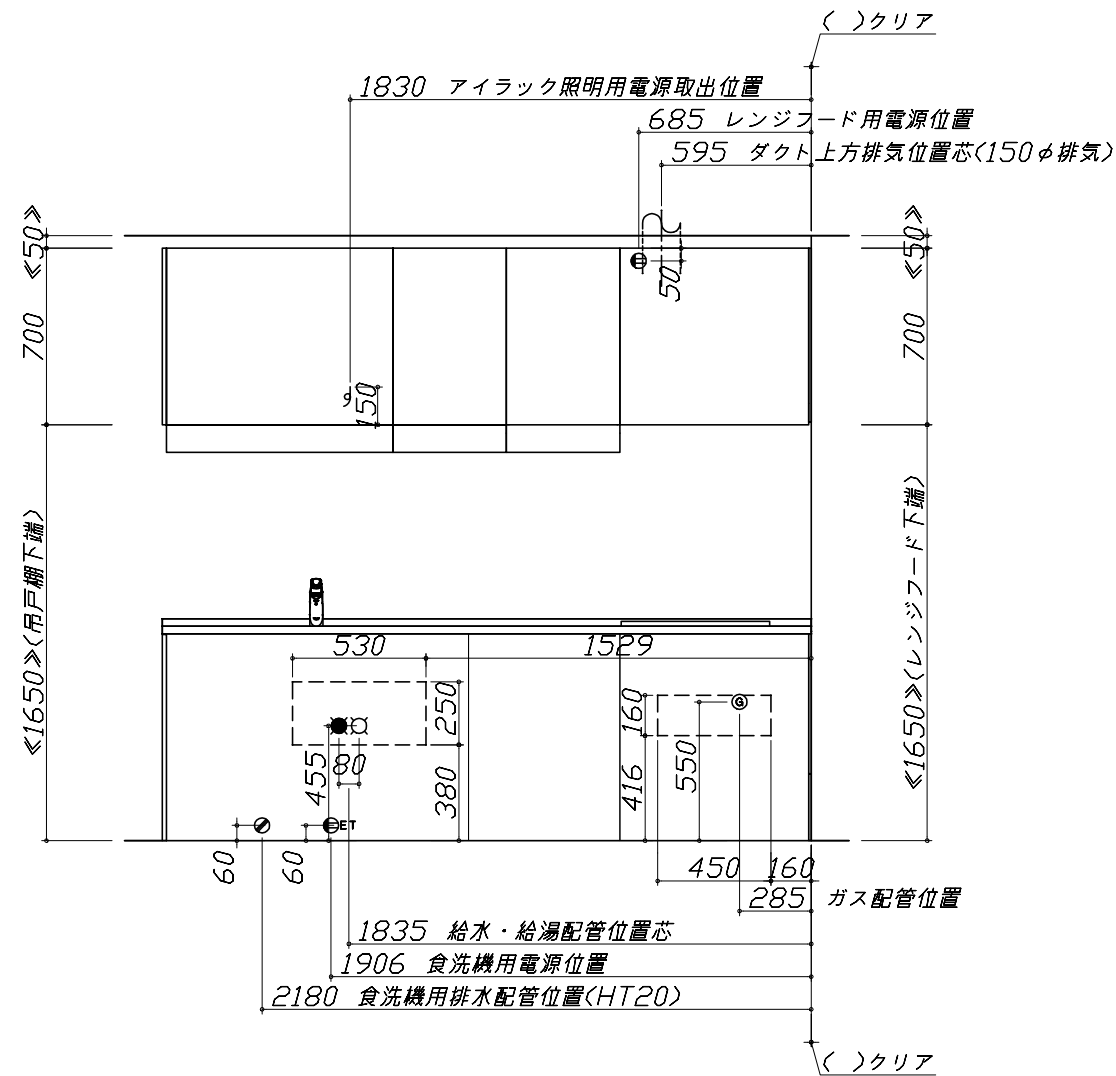 ( )クリア
1830 アイラック照明用電源取出位置
685 レンジフード用電源位置
595 ダクト上方排気位置芯(150φ排気)
≪50≫
≪50≫
50
700
700
150
≪1650≫(吊戸棚下端)
≪1650≫(レンジフード下端)
530
1529
250
160
G
455
80
380
416
550
ET
60
60
450
160
285 ガス配管位置
1835 給水・給湯配管位置芯
1906 食洗機用電源位置
2180 食洗機用排水配管位置(HT20)
( )クリア